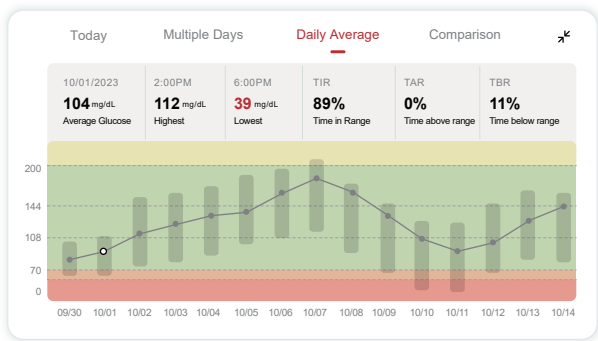 Today Multiple Days Daily Average Comparison
10/01/2023 2:00PM 6:00PM TIR TAR TBR
104 mg/dL 112 mg/dL 39 mg/dL 89% 0% 11%
Average Glucose Highest Lowest Time in Range Time above range Time below range
200
144
108
70
0
09/30 10/01 10/02 10/03 10/04 10/05 10/06 10/07 10/08 10/09 10/10 10/11 10/12 10/13 10/14